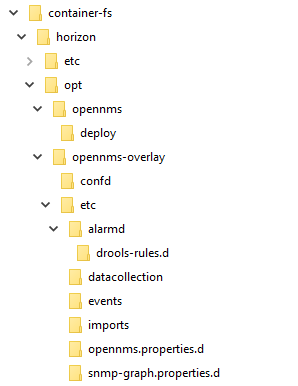 container-fs
horizon
etc
opt
opennms
deploy
opennms-overlay
confd
etc
alarmd
drools-rules.d
datacollection
events
imports
opennms.properties.d
snmp-graph.properties.d